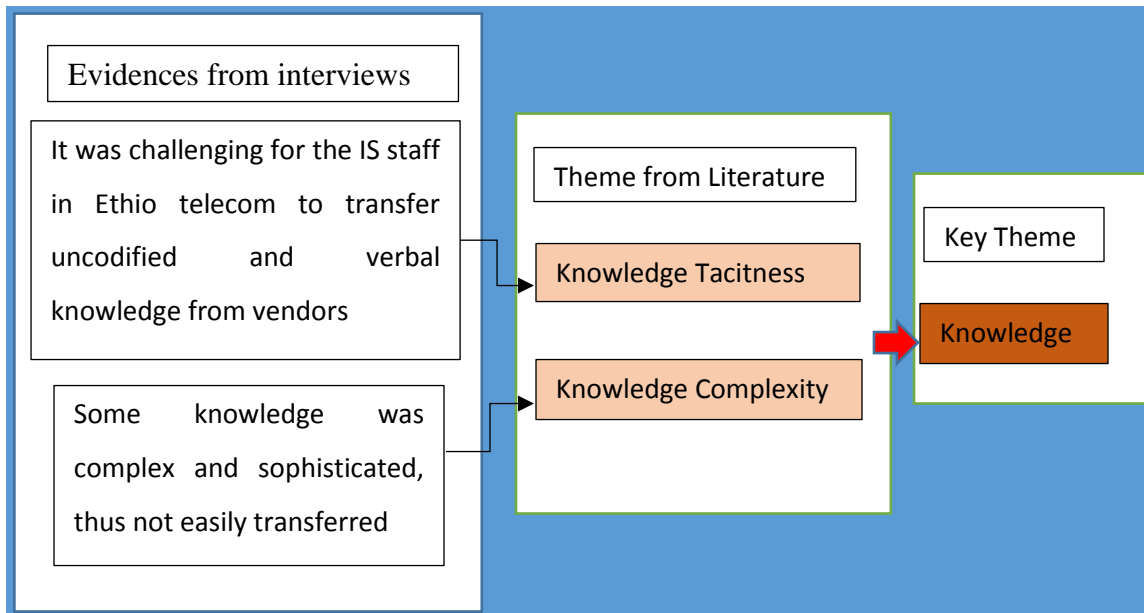 Evidences from interviews
It was challenging for the IS staff
in Ethio telecom to transfer
uncodified and verbal
knowledge from vendors
Some knowledge was
complex and sophisticated,
thus not easily transferred
Theme from Literature
Knowledge Tacitness
Knowledge Complexity
Key Theme
Knowledge